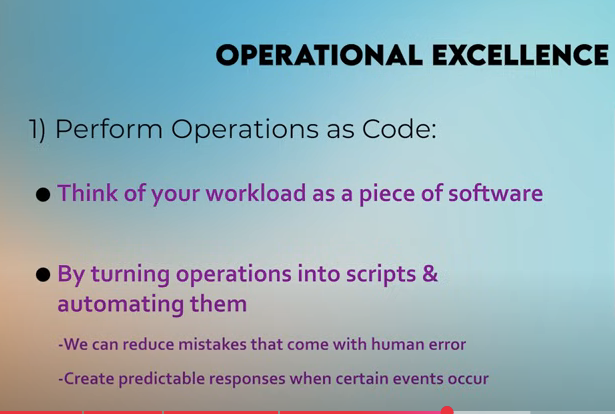 OPERATIONAL EXCELLENCE
1) Perform Operations as Code:
● Think of your workload as a piece of software
● By turning operations into scripts &
automating them
-We can reduce mistakes that come with human error
-Create predictable responses when certain events occur